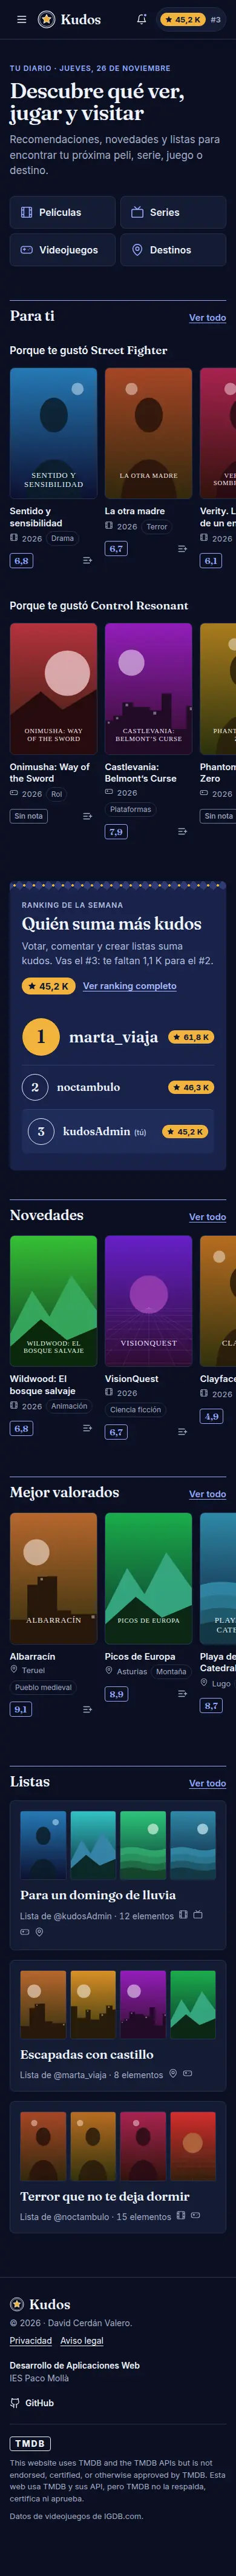 Kudos
45,2 K
#3
TU DIARIO · JUEVES, 26 DE NOVIEMBRE
Descubre qué ver,
jugar y visitar
Recomendaciones, novedades y listas para
encontrar tu próxima peli, serie, juego o
destino.
Películas
Series
Videojuegos
Destinos
Para ti
Ver todo
Porque te gustó Street Fighter
SENTIDO Y
SENSIBILIDAD
LA OTRA MADRE
Sentido y
sensibilidad
2026
Drama
6,8
La otra madre
2026
Terror
6,7
2026
6,1
Porque te gustó Control Resonant
ONIMUSHA: WAY
OF THE SWORD
CASTLEVANIA:
BELMONT'S CURSE
Onimusha: Way of
the Sword
2026
Rol
Sin nota
Castlevania:
Belmont's Curse
2026
Plataformas
7,9
Phantom
Zero
2026
Sin nota
RANKING DE LA SEMANA
Quién suma más kudos
Votar, comentar y crear listas suma
kudos. Vas el #3: te faltan 1,1 K para el #2.
45,2 K
Ver ranking completo
1
marta_viaja
61,8 K
2
noctambulo
46,3 K
3
kudosAdmin (tú)
45,2 K
Novedades
Ver todo
WILDWOOD: EL
BOSQUE SALVAJE
VISIONQUEST
Wildwood: El
bosque salvaje
2026
Animación
6,8
VisionQuest
2026
Ciencia ficción
6,7
Clayface
2026
4,9
Mejor valorados
Ver todo
ALBARRACÍN
PICOS DE EUROPA
Albarracín
Teruel
Pueblo medieval
9,1
Picos de Europa
Asturias
Montaña
8,9
Playa de
Catedral
Lugo
8,7
Listas
Ver todo
Para un domingo de lluvia
Lista de @kudosAdmin · 12 elementos
Escapadas con castillo
Lista de @marta_viaja · 8 elementos
Terror que no te deja dormir
Lista de @noctambulo · 15 elementos
Kudos
© 2026 · David Cerdán Valero.
Privacidad
Aviso legal
Desarrollo de Aplicaciones Web
IES Paco Mollà
GitHub
TMDB
This website uses TMDB and the TMDB APIs but is not
endorsed, certified, or otherwise approved by TMDB. Esta
web usa TMDB y sus API, pero TMDB no la respalda,
certifica ni aprueba.
Datos de videojuegos de IGDB.com.